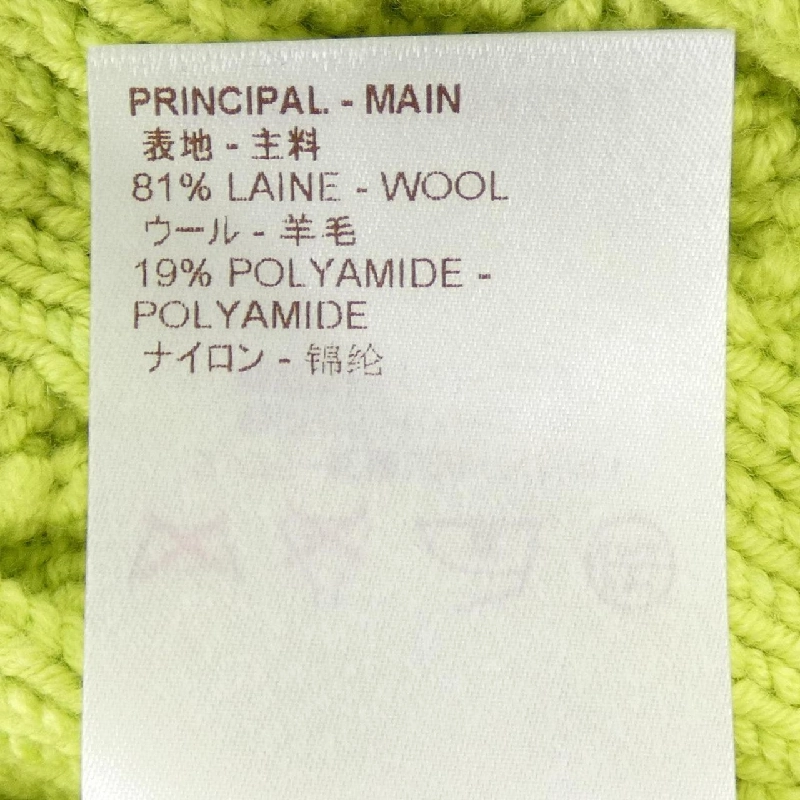 PRINCIPAL - MAIN
表地 - 主料
81% LAINE - WOOL
ウール - 羊毛
19% POLYAMIDE -
POLYAMIDE
ナイロン - 锦纶